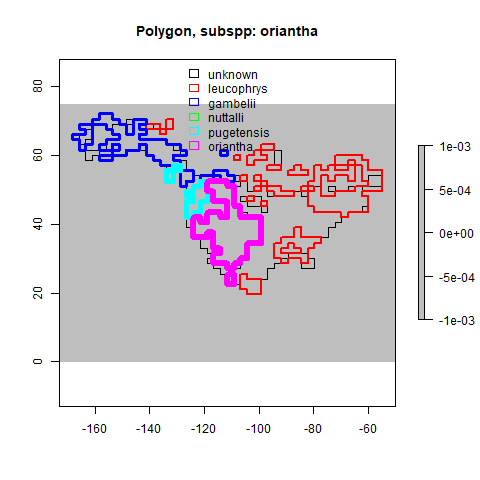 Polygon, subspp: oriantha
unknown
leucophrys
gambelii
nuttalli
pugetensis
oriantha
80
60
40
20
0
-160
-140
-120
-100
-80
-60
1e-03
5e-04
0e+00
-5e-04
-1e-03